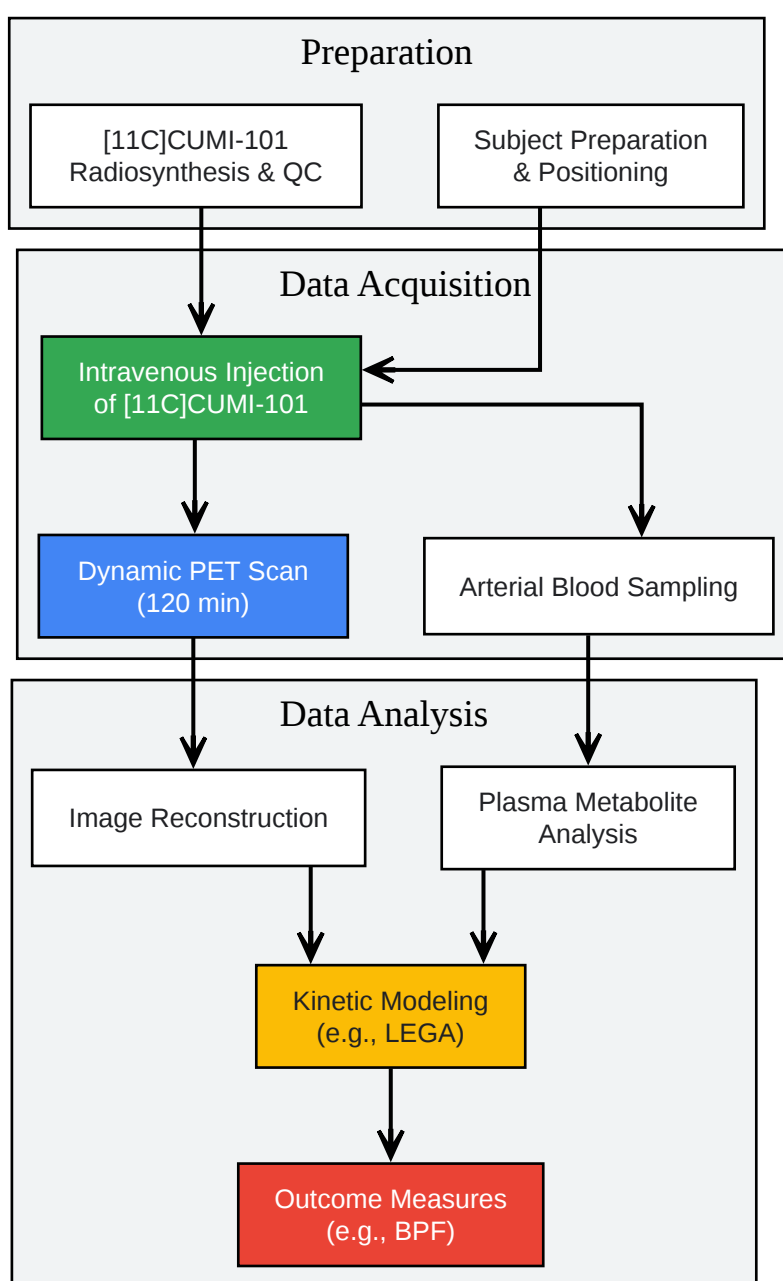 Preparation
[11C]CUMI-101
Radiosynthesis & QC
Subject Preparation
& Positioning
Data Acquisition
Intravenous Injection
of [11C]CUMI-101
Dynamic PET Scan
(120 min)
Arterial Blood Sampling
Data Analysis
Image Reconstruction
Plasma Metabolite
Analysis
Kinetic Modeling
(e.g., LEGA)
Outcome Measures
(e.g., BPF)